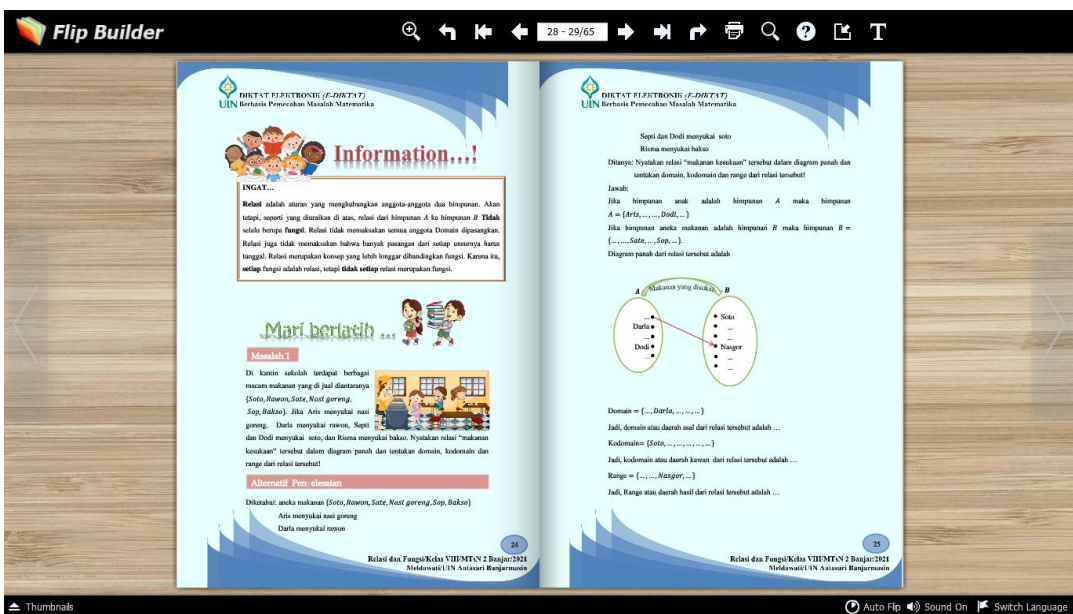 Flip Builder
28 - 29/65
T
UIN
DIKTAT ELEKTRONIK (E-DIKTAT)
Berbasis Pemecahan Masalah Matematika
Information...!
INGAT...
Relasi adalah aturan yang menghubungkan anggota-anggota dua himpunan. Akan
tetapi, seperti yang diuraikan di atas, relasi dari himpunan A ke himpunan B Tidak
selalu berupa fungsi. Relasi tidak memaksakan semua anggota Domain dipasangkan.
Relasi juga tidak memaksakan bahwa banyak pasangan dari setiap unsurnya harus
tunggal. Relasi merupakan konsep yang lebih longgar dibandingkan fungsi. Karena itu,
setiap fungsi adalah relasi, tetapi tidak setiap relasi merupakan fungsi.
Mari berlatih ...
Masalah 1
Di kantin sekolah terdapat berbagai
macam makanan yang di jual diantaranya
{Soto, Rawon, Sate, Nasi goreng,
Sop, Bakso}. Jika Aris menyukai nasi
goreng, Darla menyukai rawon, Septi
dan Dodi menyukai soto, dan Risma menyukai bakso. Nyatakan relasi "makanan
kesukaan" tersebut dalam diagram panah dan tentukan domain, kodomain dan
range dari relasi tersebut!
Alternatif Penyelesaian
Diketahui: aneka makanan {Soto, Rawon, Sate, Nasi goreng, Sop, Bakso}
Aris menyukai nasi goreng
Darla menyukai rawon
24
Relasi dan Fungsi/Kelas VIII/MTsN 2 Banjar/2021
Meldawati/UIN Antasari Banjarmasin
UIN
DIKTAT ELEKTRONIK (E-DIKTAT)
Berbasis Pemecahan Masalah Matematika
Septi dan Dodi menyukai soto
Risma menyukai bakso
Ditanya: Nyatakan relasi "makanan kesukaan" tersebut dalam diagram panah dan
tentukan domain, kodomain dan range dari relasi tersebut!
Jawab:
Jika himpunan anak adalah himpunan A maka himpunan
A = {Aris, ..., ..., Dodi, ...}
Jika himpunan aneka makanan adalah himpunan B maka himpunan B =
{..., ..., Sate, ..., Sop, ...}.
Diagram panah dari relasi tersebut adalah
A Makanan yang disukai B
Soto
...
...
Darla
...
...
Dodi
Nasgor
...
...
...
Domain = {..., Darla, ..., ..., ...}
Jadi, domain atau daerah asal dari relasi tersebut adalah ...
Kodomain= {Soto, ..., ..., ..., ..., ...}
Jadi, kodomain atau daerah kawan dari relasi tersebut adalah ...
Range = {..., ..., Nasgor, ...}
Jadi, Range atau daerah hasil dari relasi tersebut adalah ...
25
Relasi dan Fungsi/Kelas VIII/MTsN 2 Banjar/2021
Meldawati/UIN Antasari Banjarmasin
Thumbnails
Auto Flip
Sound On
Switch Language